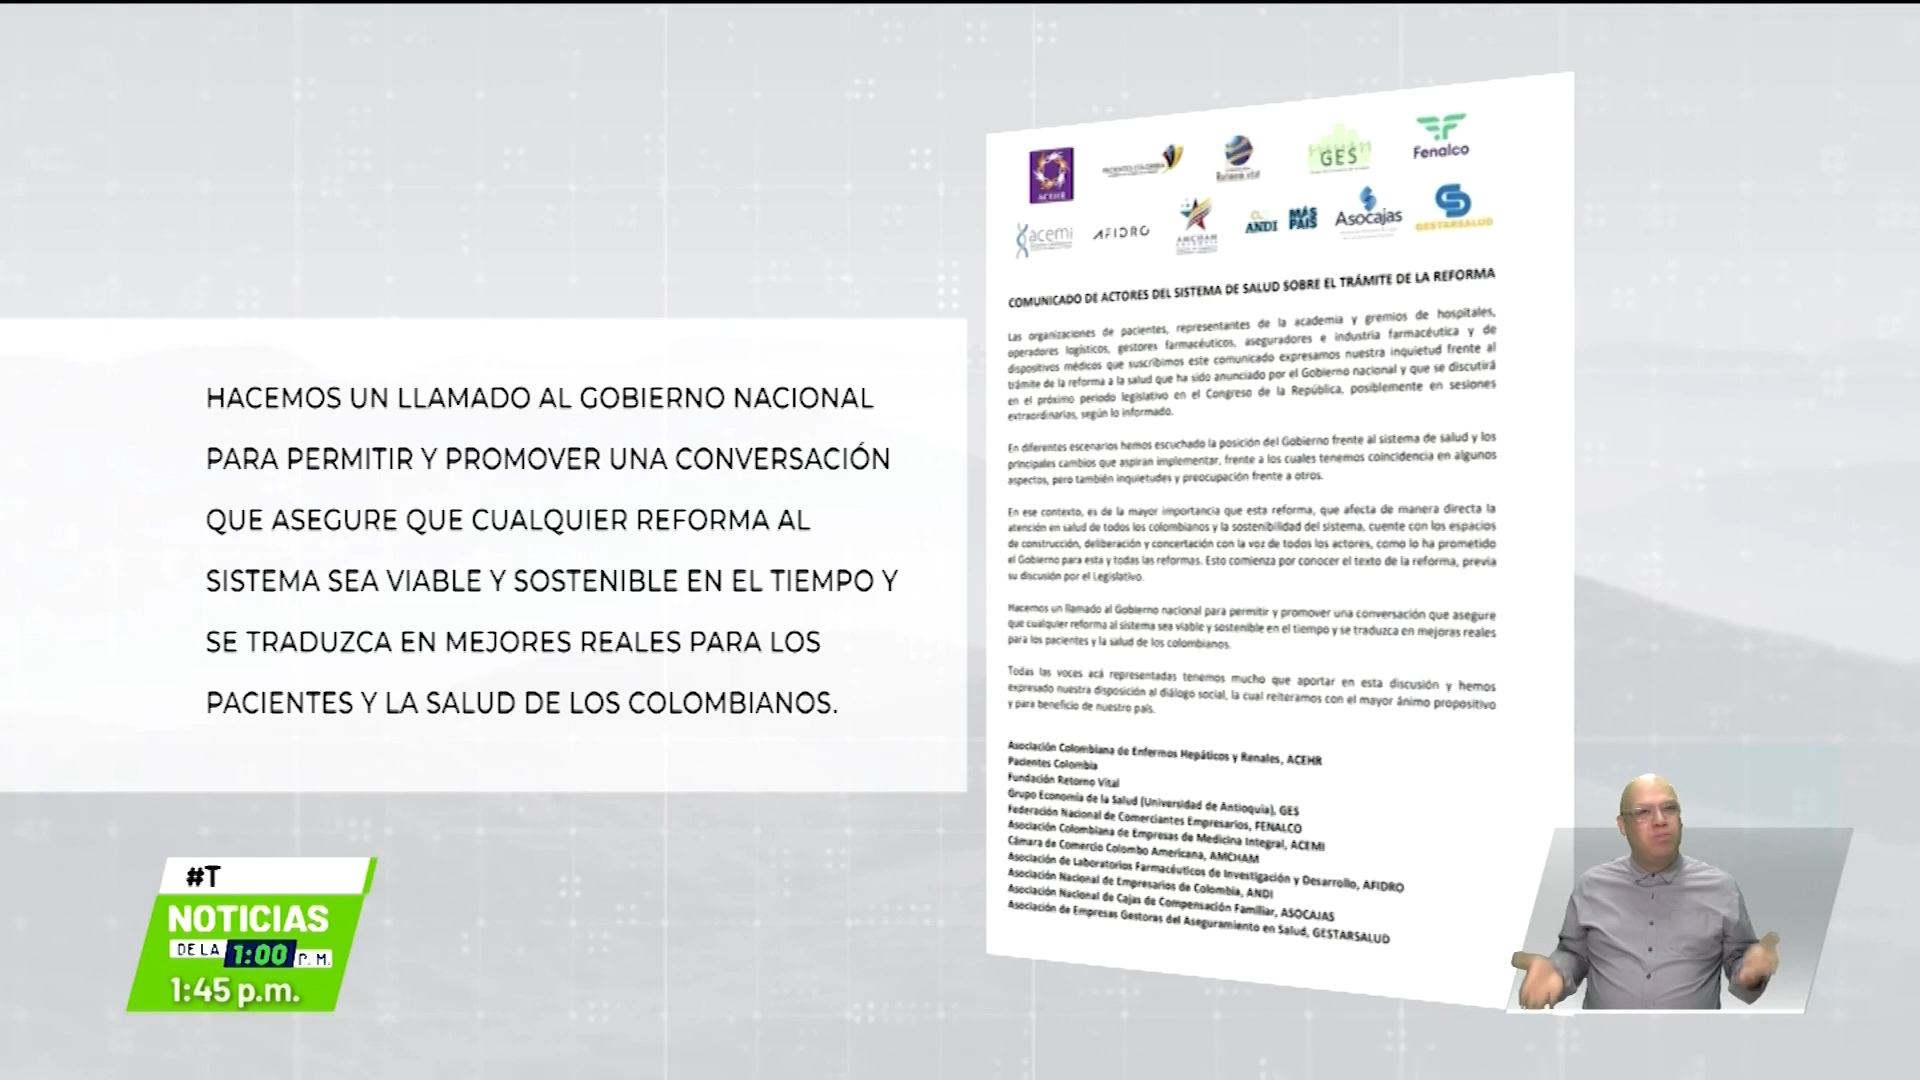 HACEMOS UN LLAMADO AL GOBIERNO NACIONAL
PARA PERMITIR Y PROMOVER UNA CONVERSACIÓN
QUE ASEGURE QUE CUALQUIER REFORMA AL
SISTEMA SEA VIABLE Y SOSTENIBLE EN EL TIEMPO Y
SE TRADUZCA EN MEJORES REALES PARA LOS
PACIENTES Y LA SALUD DE LOS COLOMBIANOS.
#T
NOTICIAS
DE LA 1:00 P. M.
1:45 p.m.
ACEHR
PACIENTES COLOMBIA
Retorno vital
GES
Fenalco
acemi
AFIDRO
AMCHAM
COLOMBIA
ANDI
MÁS PAÍS
Asocajas
GESTARSALUD
COMUNICADO DE ACTORES DEL SISTEMA DE SALUD SOBRE EL TRÁMITE DE LA REFORMA
Las organizaciones de pacientes, representantes de la academia y gremios de hospitales,
operadores logísticos, gestores farmacéuticos, aseguradores e industria farmacéutica y de
dispositivos médicos que suscribimos este comunicado expresamos nuestra inquietud frente al
trámite de la reforma a la salud que ha sido anunciado por el Gobierno nacional y que se discutirá
en el próximo periodo legislativo en el Congreso de la República, posiblemente en sesiones
extraordinarias, según lo informado.
En diferentes escenarios hemos escuchado la posición del Gobierno frente al sistema de salud y los
principales cambios que aspiran implementar, frente a los cuales tenemos coincidencia en algunos
aspectos, pero también inquietudes y preocupación frente a otros.
En ese contexto, es de la mayor importancia que esta reforma, que afecta de manera directa la
atención en salud de todos los colombianos y la sostenibilidad del sistema, cuente con los espacios
de construcción, deliberación y concertación con la voz de todos los actores, como lo ha prometido
el Gobierno para esta y todas las reformas. Esto comienza por conocer el texto de la reforma, previa
su discusión por el Legislativo.
Hacemos un llamado al Gobierno nacional para permitir y promover una conversación que asegure
que cualquier reforma al sistema sea viable y sostenible en el tiempo y se traduzca en mejoras reales
para los pacientes y la salud de los colombianos.
Todas las voces acá representadas tenemos mucho que aportar en esta discusión y hemos
expresado nuestra disposición al diálogo social, la cual reiteramos con el mayor ánimo propositivo
y para beneficio de nuestro país.
Asociación Colombiana de Enfermos Hepáticos y Renales, ACEHR
Pacientes Colombia
Fundación Retorno Vital
Grupo Economía de la Salud (Universidad de Antioquia), GES
Federación Nacional de Comerciantes Empresarios, FENALCO
Asociación Colombiana de Empresas de Medicina Integral, ACEMI
Cámara de Comercio Colombo Americana, AMCHAM
Asociación de Laboratorios Farmacéuticos de Investigación y Desarrollo, AFIDRO
Asociación Nacional de Empresarios de Colombia, ANDI
Asociación Nacional de Cajas de Compensación Familiar, ASOCAJAS
Asociación de Empresas Gestoras del Aseguramiento en Salud, GESTARSALUD